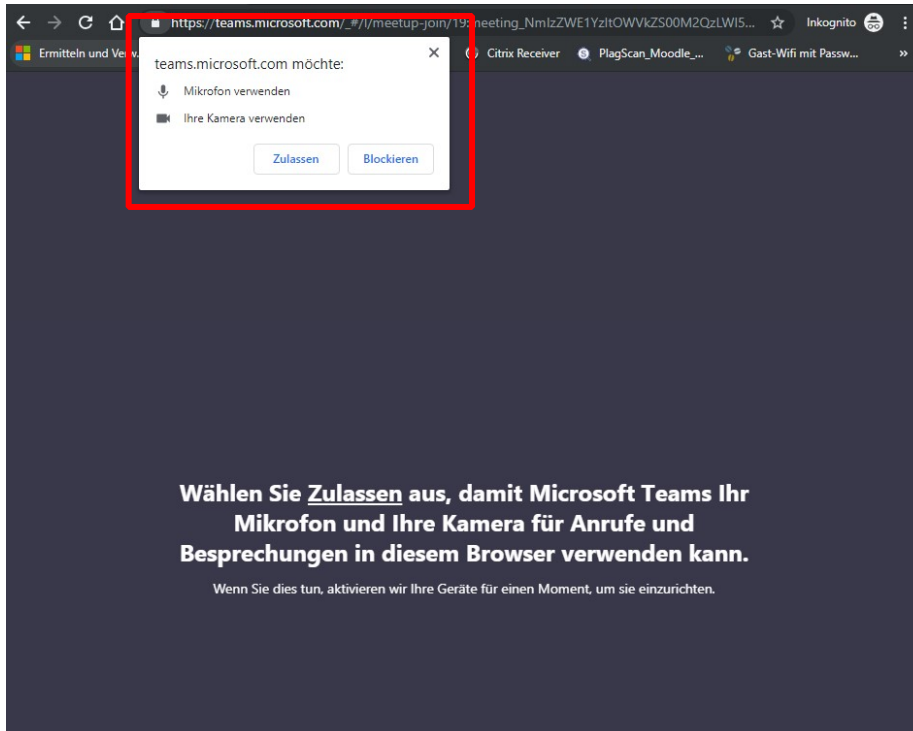 https://teams.microsoft.com/_#/l/meetup-join/19:meeting_NmIzZWE1YzItOWVkZS00M2QzLWI5... Inkognito
Ermitteln und Verw... Citrix Receiver PlagScan_Moodle_... Gast-Wifi mit Passw... »
teams.microsoft.com möchte:
Mikrofon verwenden
Ihre Kamera verwenden
Zulassen Blockieren
Wählen Sie Zulassen aus, damit Microsoft Teams Ihr
Mikrofon und Ihre Kamera für Anrufe und
Besprechungen in diesem Browser verwenden kann.
Wenn Sie dies tun, aktivieren wir Ihre Geräte für einen Moment, um sie einzurichten.